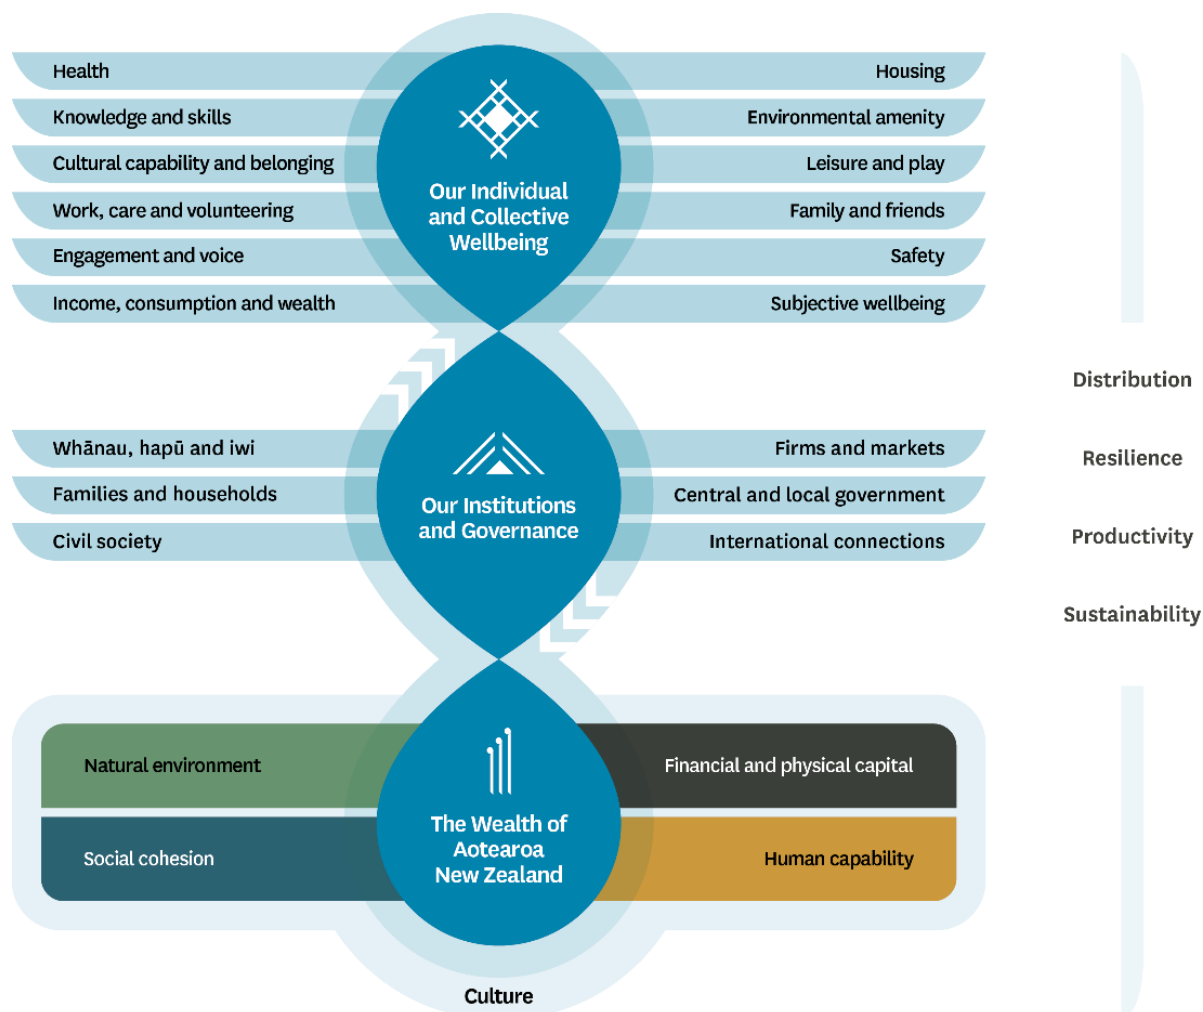 Health
Housing
Knowledge and skills
Environmental amenity
Cultural capability and belonging
Leisure and play
Work, care and volunteering
Family and friends
Engagement and voice
Safety
Income, consumption and wealth
Subjective wellbeing
Our Individual
and Collective
Wellbeing
Whānau, hapū and iwi
Firms and markets
Families and households
Central and local government
Civil society
International connections
Our Institutions
and Governance
Natural environment
Financial and physical capital
Social cohesion
Human capability
The Wealth of
Aotearoa
New Zealand
Culture
Distribution
Resilience
Productivity
Sustainability